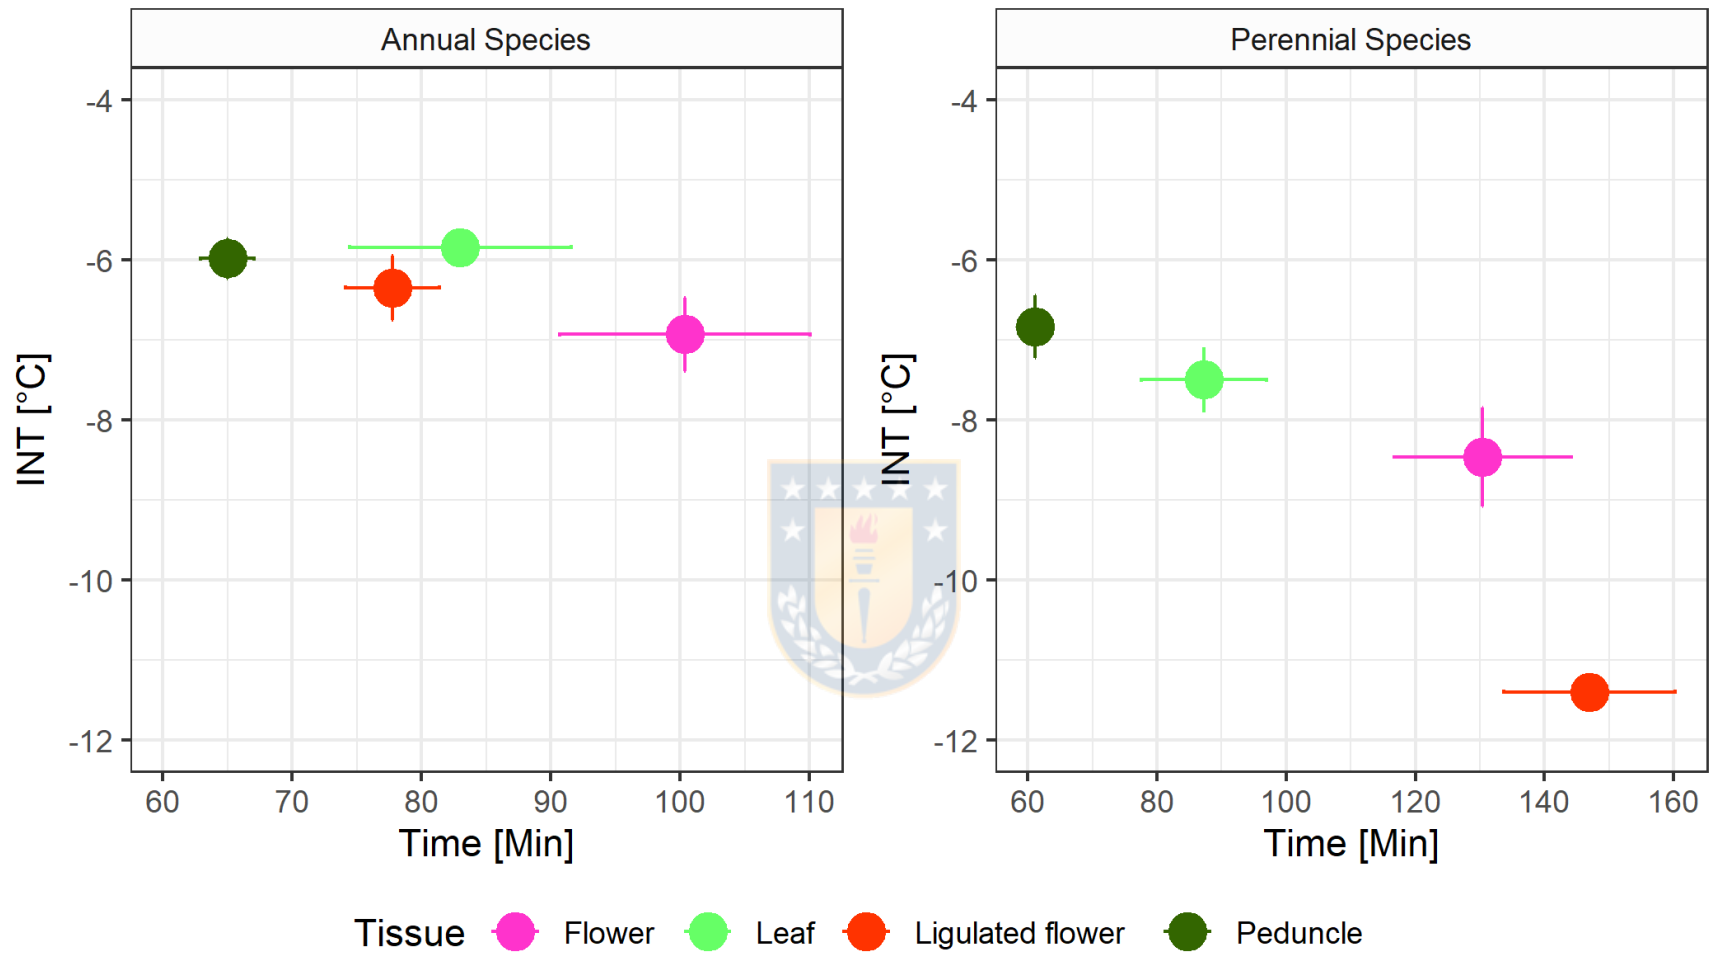 Annual Species
Perennial Species
-4
-6
-8
-10
-12
INT [°C]
60 70 80 90 100 110
Time [Min]
-4
-6
-8
-10
-12
INT [°C]
60 80 100 120 140 160
Time [Min]
Tissue Flower Leaf Ligulated flower Peduncle